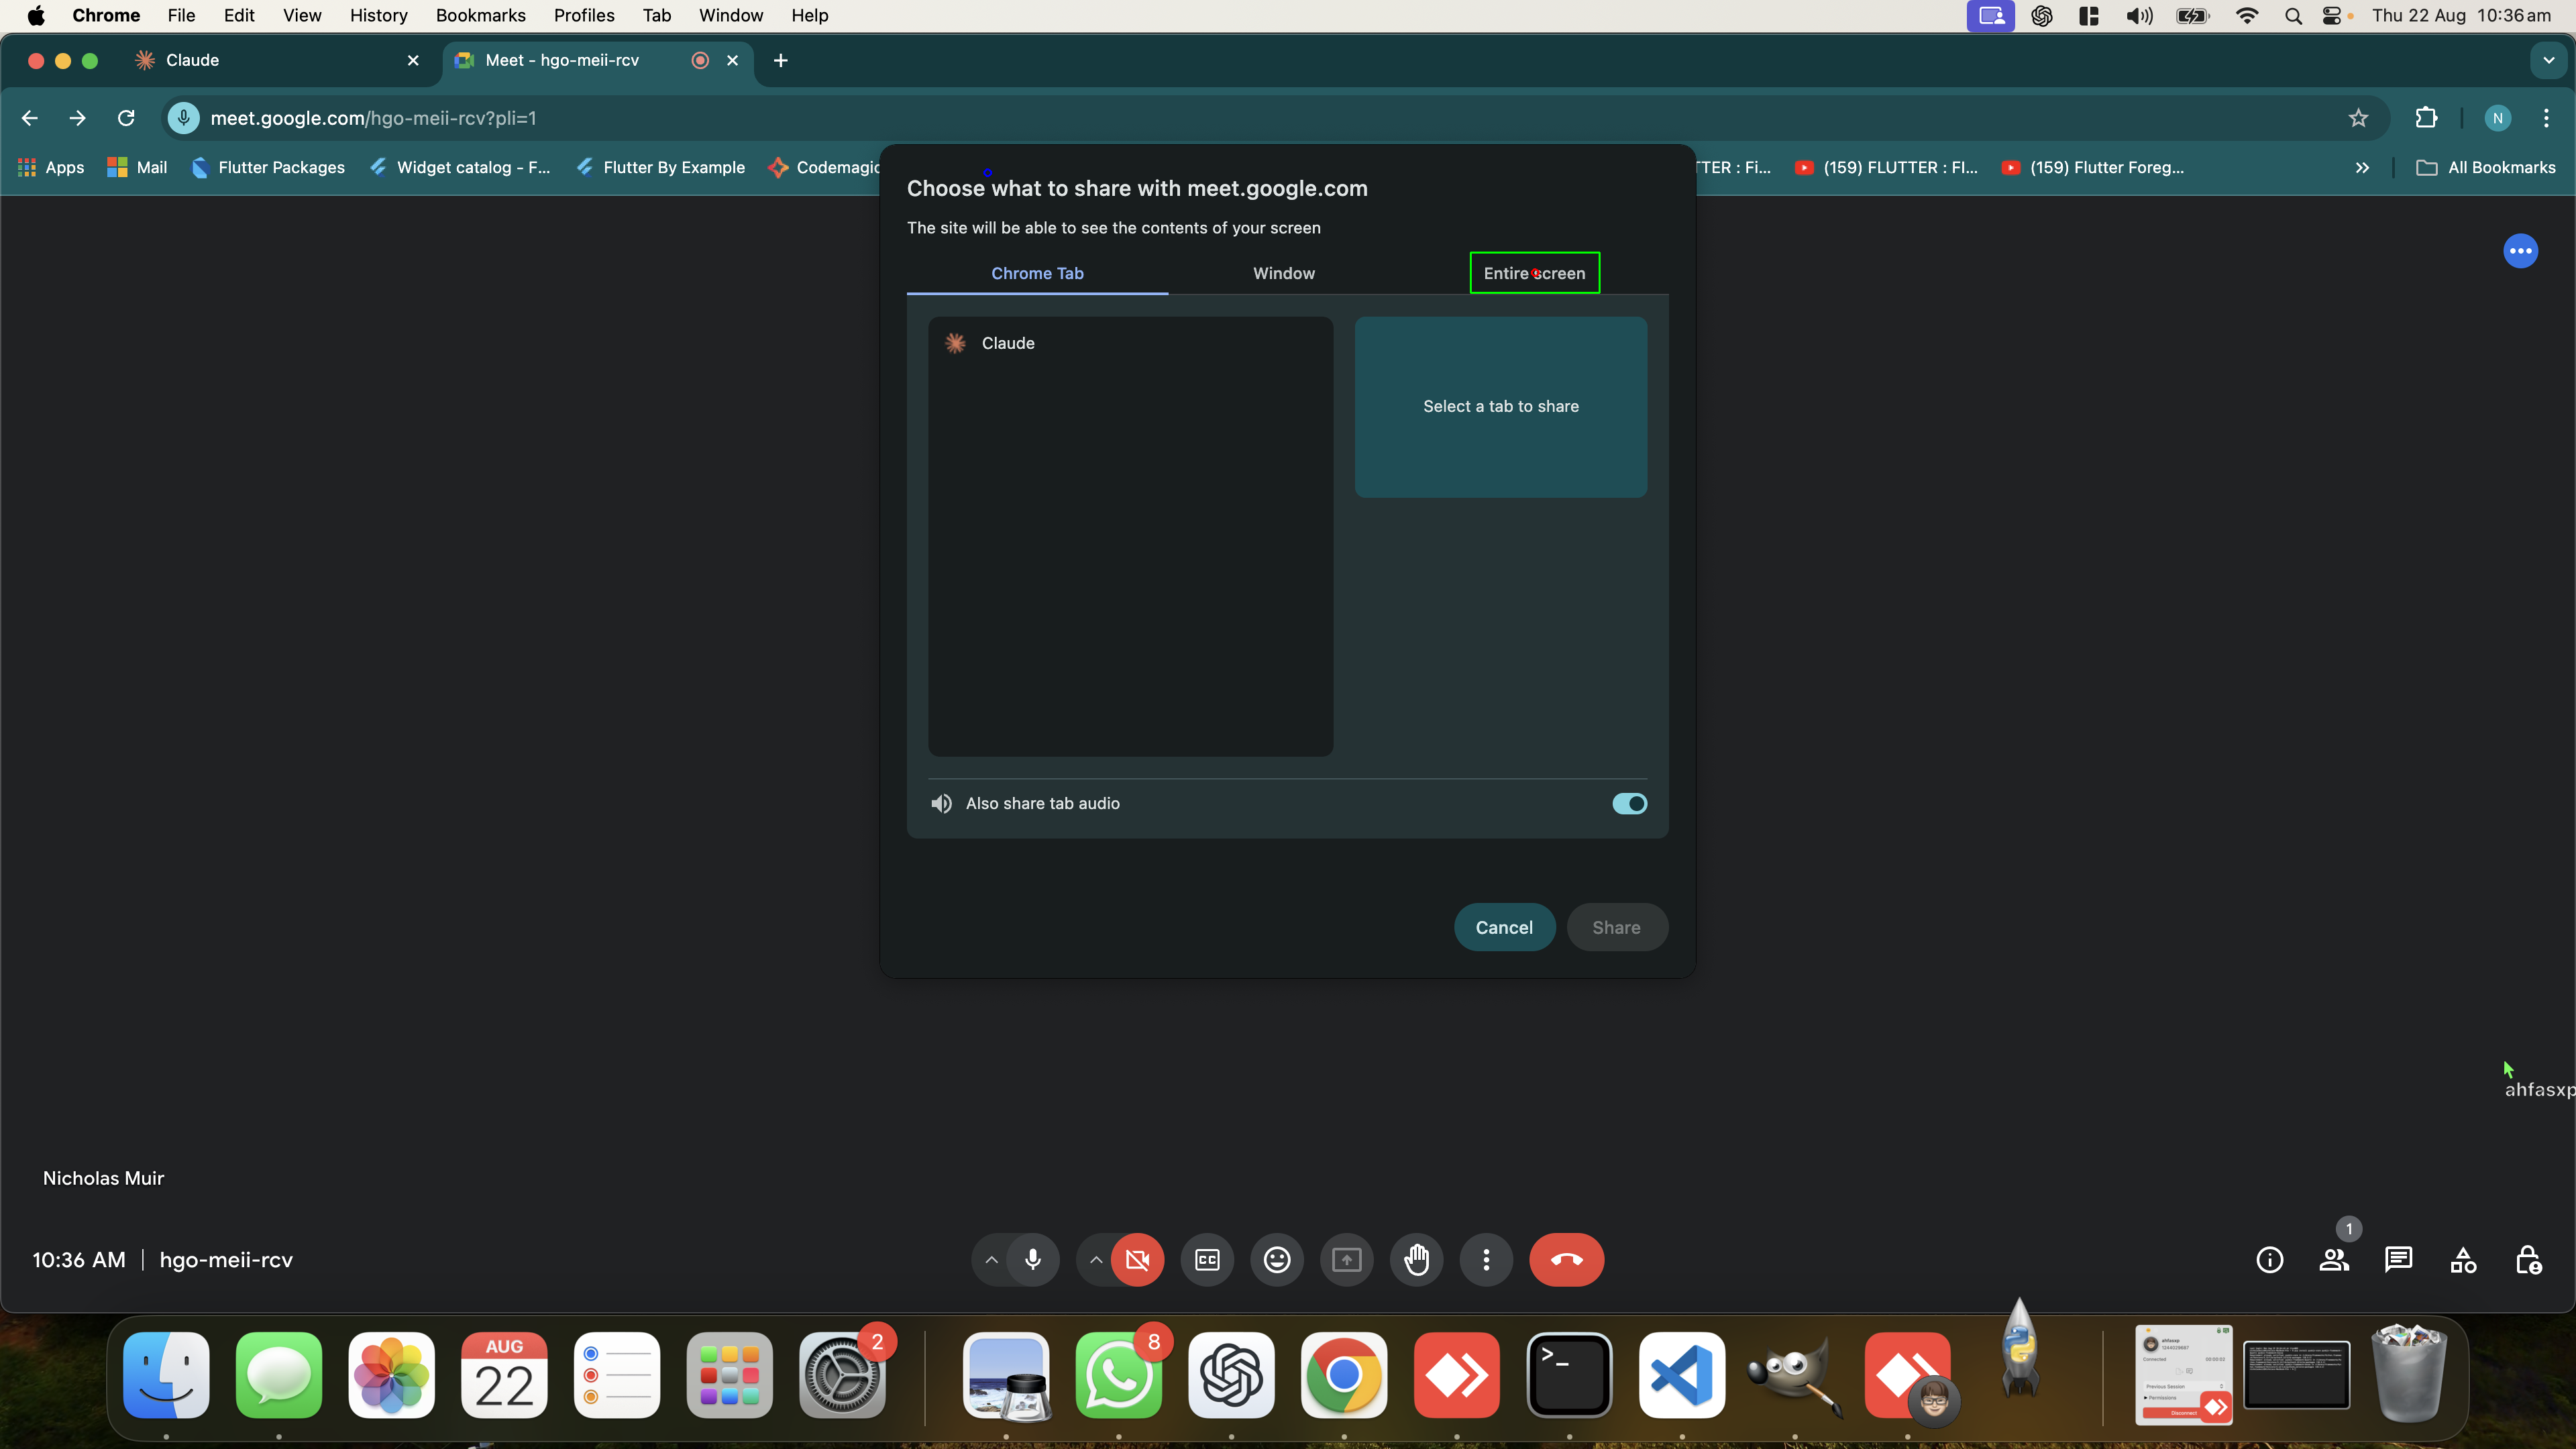 Chrome File Edit View History Bookmarks Profiles Tab Window Help
Thu 22 Aug 10:36 am
Claude
Meet - hgo-meii-rcv
meet.google.com/hgo-meii-rcv?pli=1
N
Apps
Mail
Flutter Packages
Widget catalog - F...
Flutter By Example
Codemagic
TER : Fi...
(159) FLUTTER : Fl...
(159) Flutter Foreg...
All Bookmarks
Choose what to share with meet.google.com
The site will be able to see the contents of your screen
Chrome Tab
Window
Entire screen
Claude
Select a tab to share
Also share tab audio
Cancel
Share
ahfasxp
Nicholas Muir
10:36 AM | hgo-meii-rcv
CC
1
AUG
22
2
8
>_
Disconnect